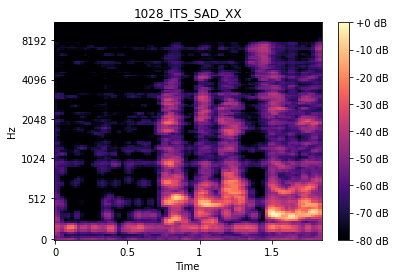 1028_ITS_SAD_XX
Hz
8192
4096
2048
1024
512
0
0
0.5
1
1.5
Time
+0 dB
-10 dB
-20 dB
-30 dB
-40 dB
-50 dB
-60 dB
-70 dB
-80 dB